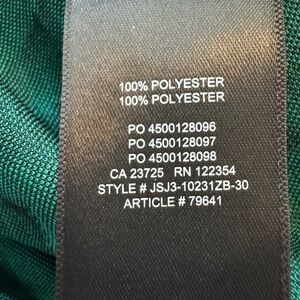 100% POLYESTER
100% POLYESTER
PO 4500128096
PO 4500128097
PO 4500128098
CA 23725 RN 122354
STYLE # JSJ3-10231ZB-30
ARTICLE # 79641